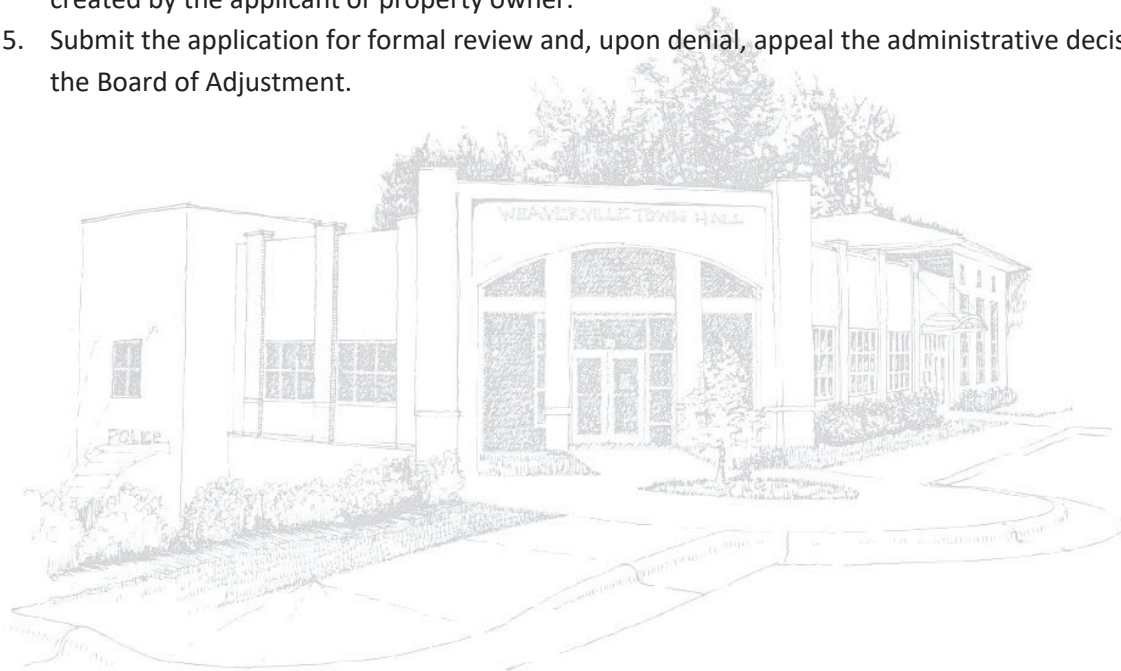 created by the applicant or property owner.
5. Submit the application for formal review and, upon denial, appeal the administrative decis
the Board of Adjustment.
WEAVERVILLE TOWN HALL
POLICE